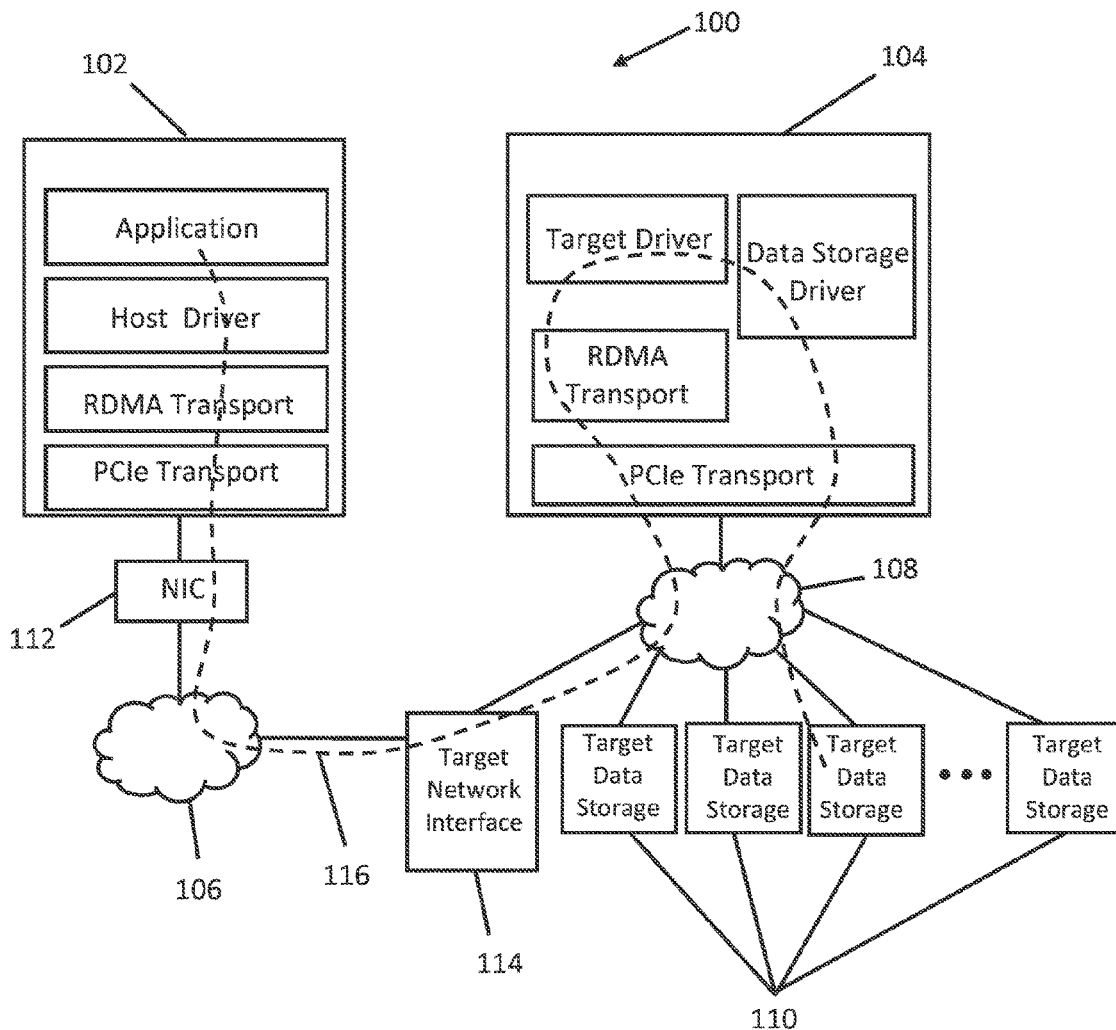 100
102
104
Application
Host Driver
RDMA Transport
PCIe Transport
Target Driver
Data Storage
Driver
RDMA
Transport
PCIe Transport
NIC
112
108
106
116
Target
Network
Interface
114
Target
Data
Storage
Target
Data
Storage
Target
Data
Storage
Target
Data
Storage
110